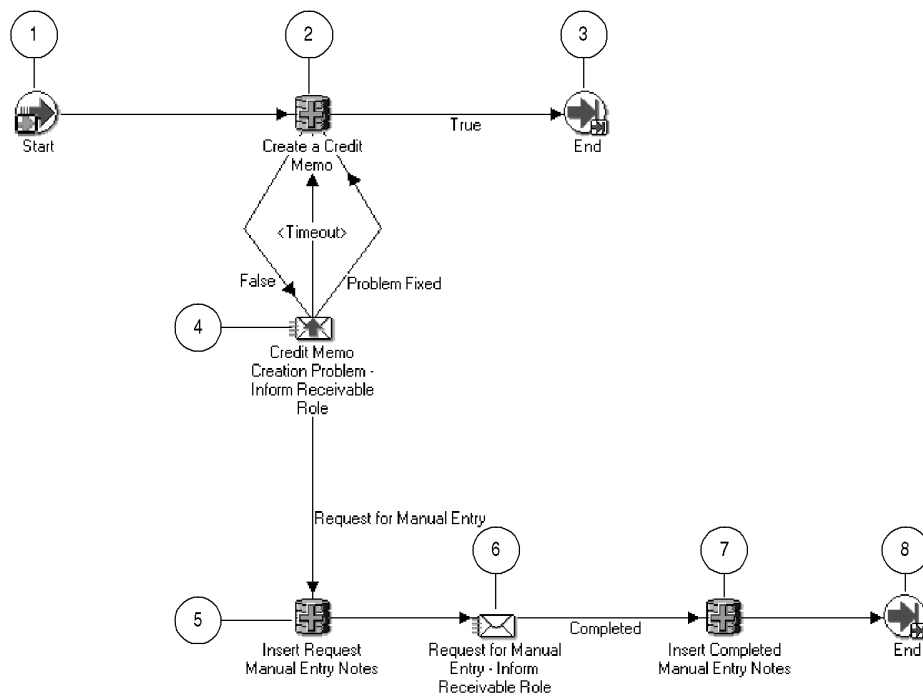 1
2
3
Start
Create a Credit
Memo
True
End
<Timeout>
False
Problem Fixed
4
Credit Memo
Creation Problem -
Inform Receivable
Role
Request for Manual Entry
5
6
7
8
Insert Request
Manual Entry Notes
Request for Manual
Entry - Inform
Receivable Role
Completed
Insert Completed
Manual Entry Notes
End